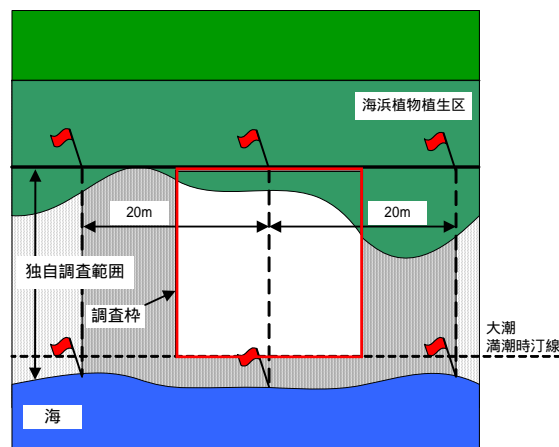 海浜植物植生区
20m
20m
独自調査範囲
調査枠
大潮
満潮時汀線
海